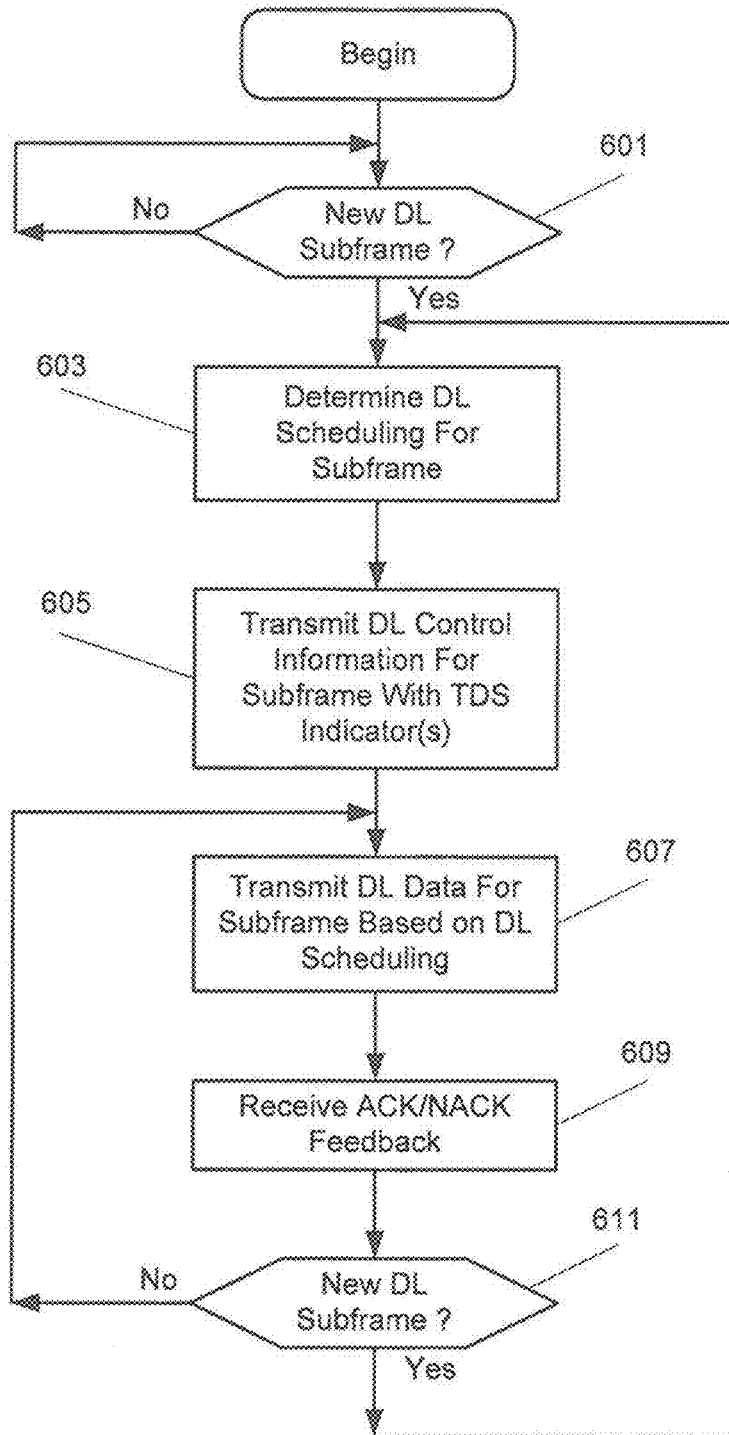 Begin
601
No
New DL
Subframe ?
Yes
603
Determine DL
Scheduling For
Subframe
605
Transmit DL Control
Information For
Subframe With TDS
Indicator(s)
607
Transmit DL Data For
Subframe Based on DL
Scheduling
609
Receive ACK/NACK
Feedback
611
No
New DL
Subframe ?
Yes